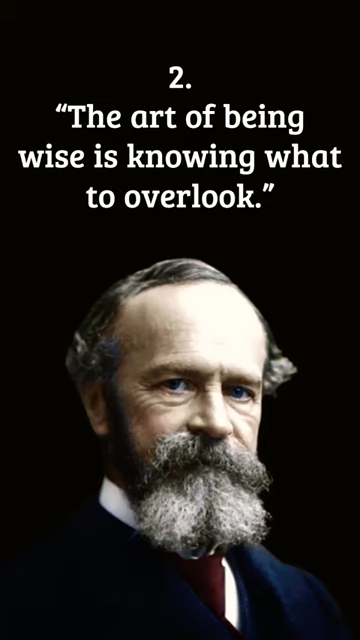 2.
“The art of being
wise is knowing what
to overlook.”